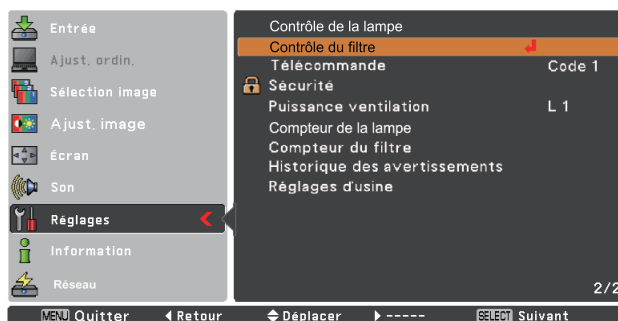 Entrée
Ajust. ordin.
Sélection image
Ajust. image
Écran
Son
Réglages
Information
Réseau
Contrôle de la lampe
Contrôle du filtre
Télécommande Code 1
Sécurité
Puissance ventilation L 1
Compteur de la lampe
Compteur du filtre
Historique des avertissements
Réglages d'usine
2/2
MENU Quitter Retour Déplacer ----- SELECT Suivant